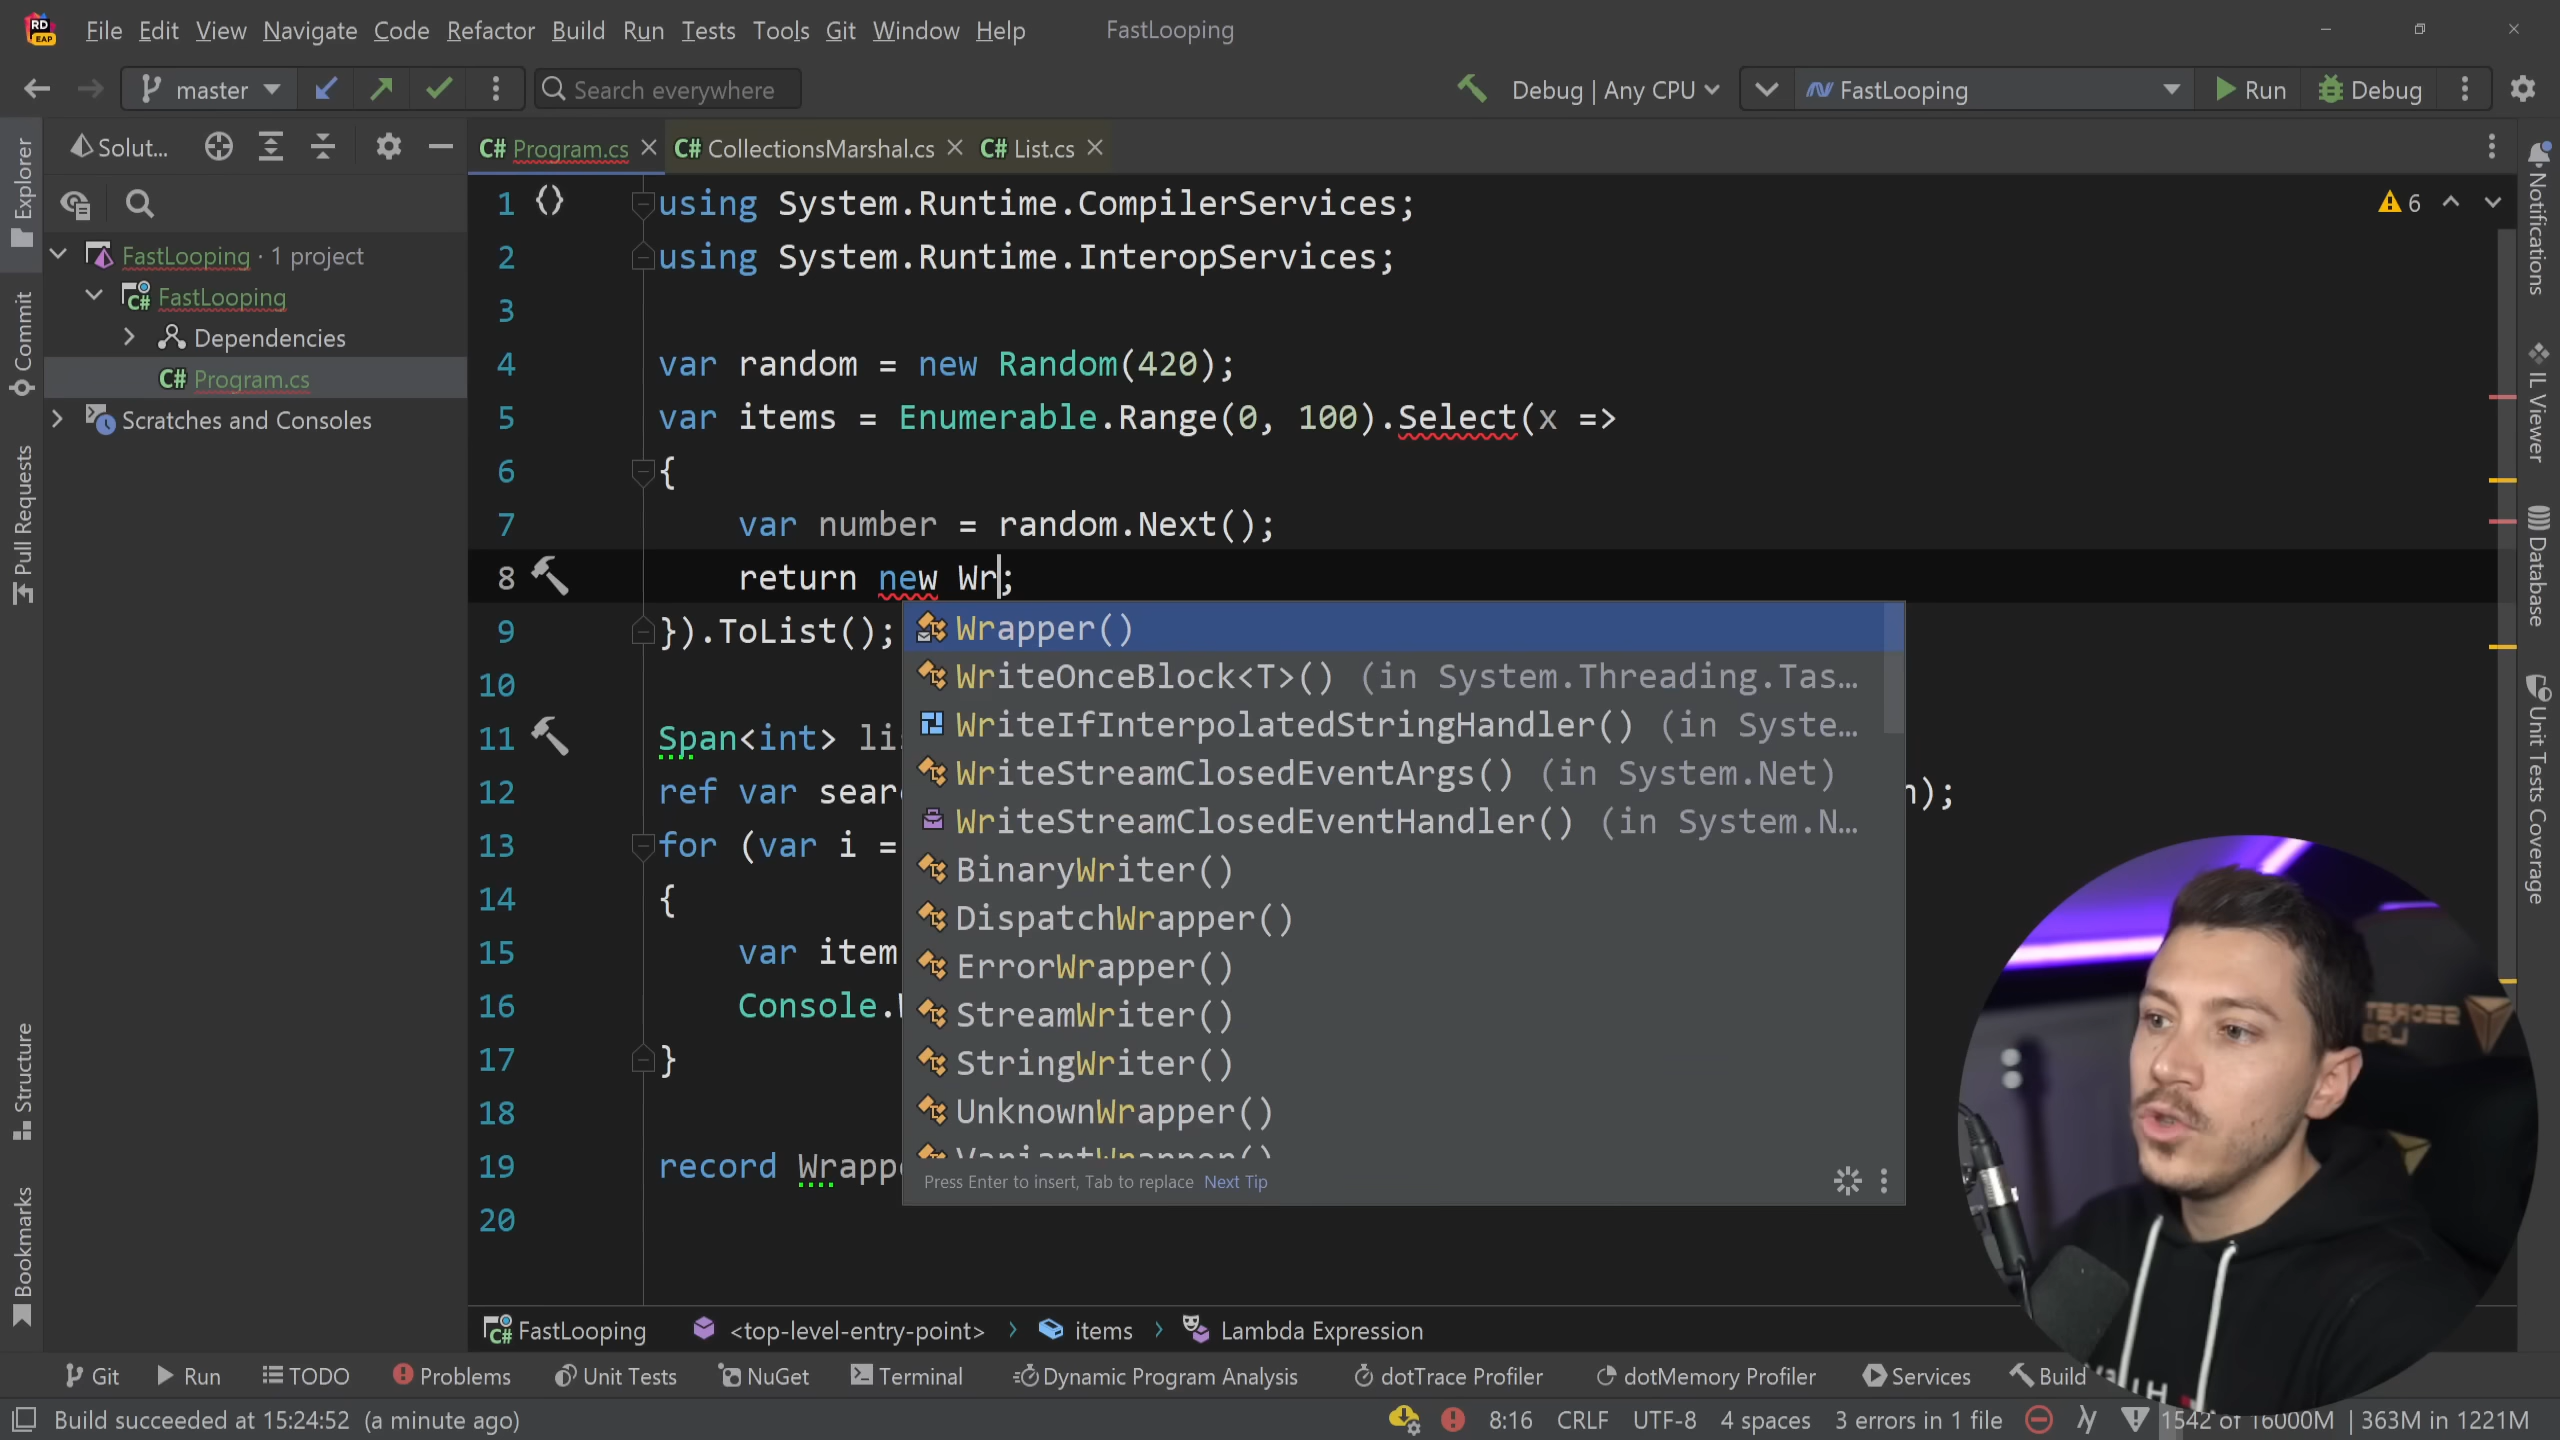 RD
EAP
File Edit View Navigate Code Refactor Build Run Tests Tools Git Window Help FastLooping
master Search everywhere Debug | Any CPU FastLooping Run Debug
Solut... Program.cs CollectionsMarshal.cs List.cs
Explorer
Commit
Pull Requests
Structure
Bookmarks
FastLooping · 1 project
FastLooping
Dependencies
C# Program.cs
Scratches and Consoles
6
1 using System.Runtime.CompilerServices;
2 using System.Runtime.InteropServices;
3
4 var random = new Random(420);
5 var items = Enumerable.Range(0, 100).Select(x =>
6 {
7 var number = random.Next();
8 return new Wr;
9 }).ToList();
10
11 Span<int> li
12 ref var sear n);
13 for (var i =
14 {
15 var item
16 Console.
17 }
18
19 record Wrapp
20
Wrapper()
WriteOnceBlock<T>() (in System.Threading.Tas...
WriteIfInterpolatedStringHandler() (in Syste...
WriteStreamClosedEventArgs() (in System.Net)
WriteStreamClosedEventHandler() (in System.N...
BinaryWriter()
DispatchWrapper()
ErrorWrapper()
StreamWriter()
StringWriter()
UnknownWrapper()
VariantWrapper()
Press Enter to insert, Tab to replace Next Tip
Notifications
IL Viewer
Database
Unit Tests Coverage
SECRET
LAB
FastLooping <top-level-entry-point> items Lambda Expression
Git Run TODO Problems Unit Tests NuGet Terminal Dynamic Program Analysis dotTrace Profiler dotMemory Profiler Services Build
Build succeeded at 15:24:52 (a minute ago) 8:16 CRLF UTF-8 4 spaces 3 errors in 1 file 1542 of 16000M | 363M in 1221M